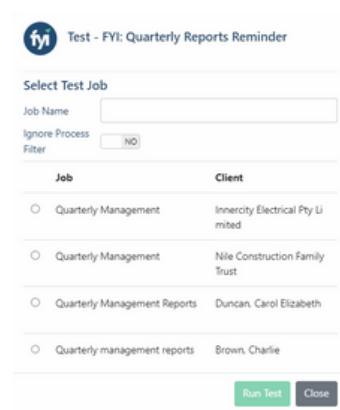 fyi Test - FYI: Quarterly Reports Reminder
Select Test Job
Job Name
Ignore Process
Filter
NO
Job Client
Quarterly Management Innercity Electrical Pty Li
mited
Quarterly Management Nile Construction Family
Trust
Quarterly Management Reports Duncan, Carol Elizabeth
Quarterly management reports Brown, Charlie
Run Test Close